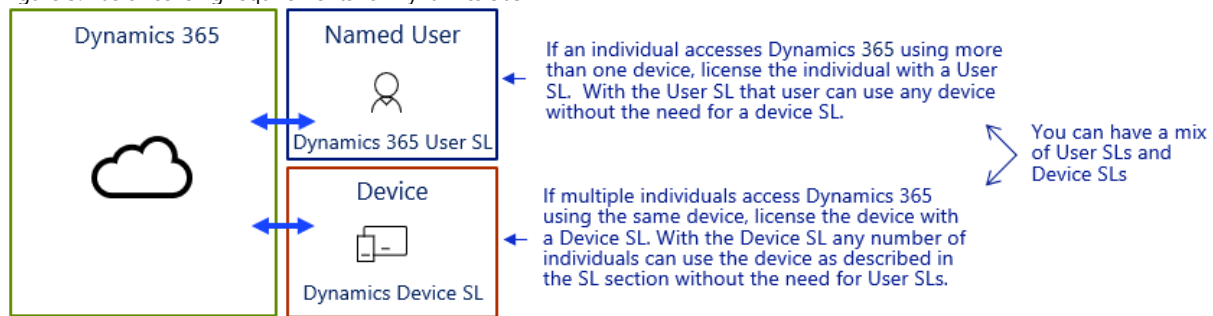 Dynamics 365
Named User
Dynamics 365 User SL
If an individual accesses Dynamics 365 using more
than one device, license the individual with a User
SL. With the User SL that user can use any device
without the need for a device SL.
Device
Dynamics Device SL
If multiple individuals access Dynamics 365
using the same device, license the device with
a Device SL. With the Device SL any number of
individuals can use the device as described in
the SL section without the need for User SLs.
You can have a mix
of User SLs and
Device SLs